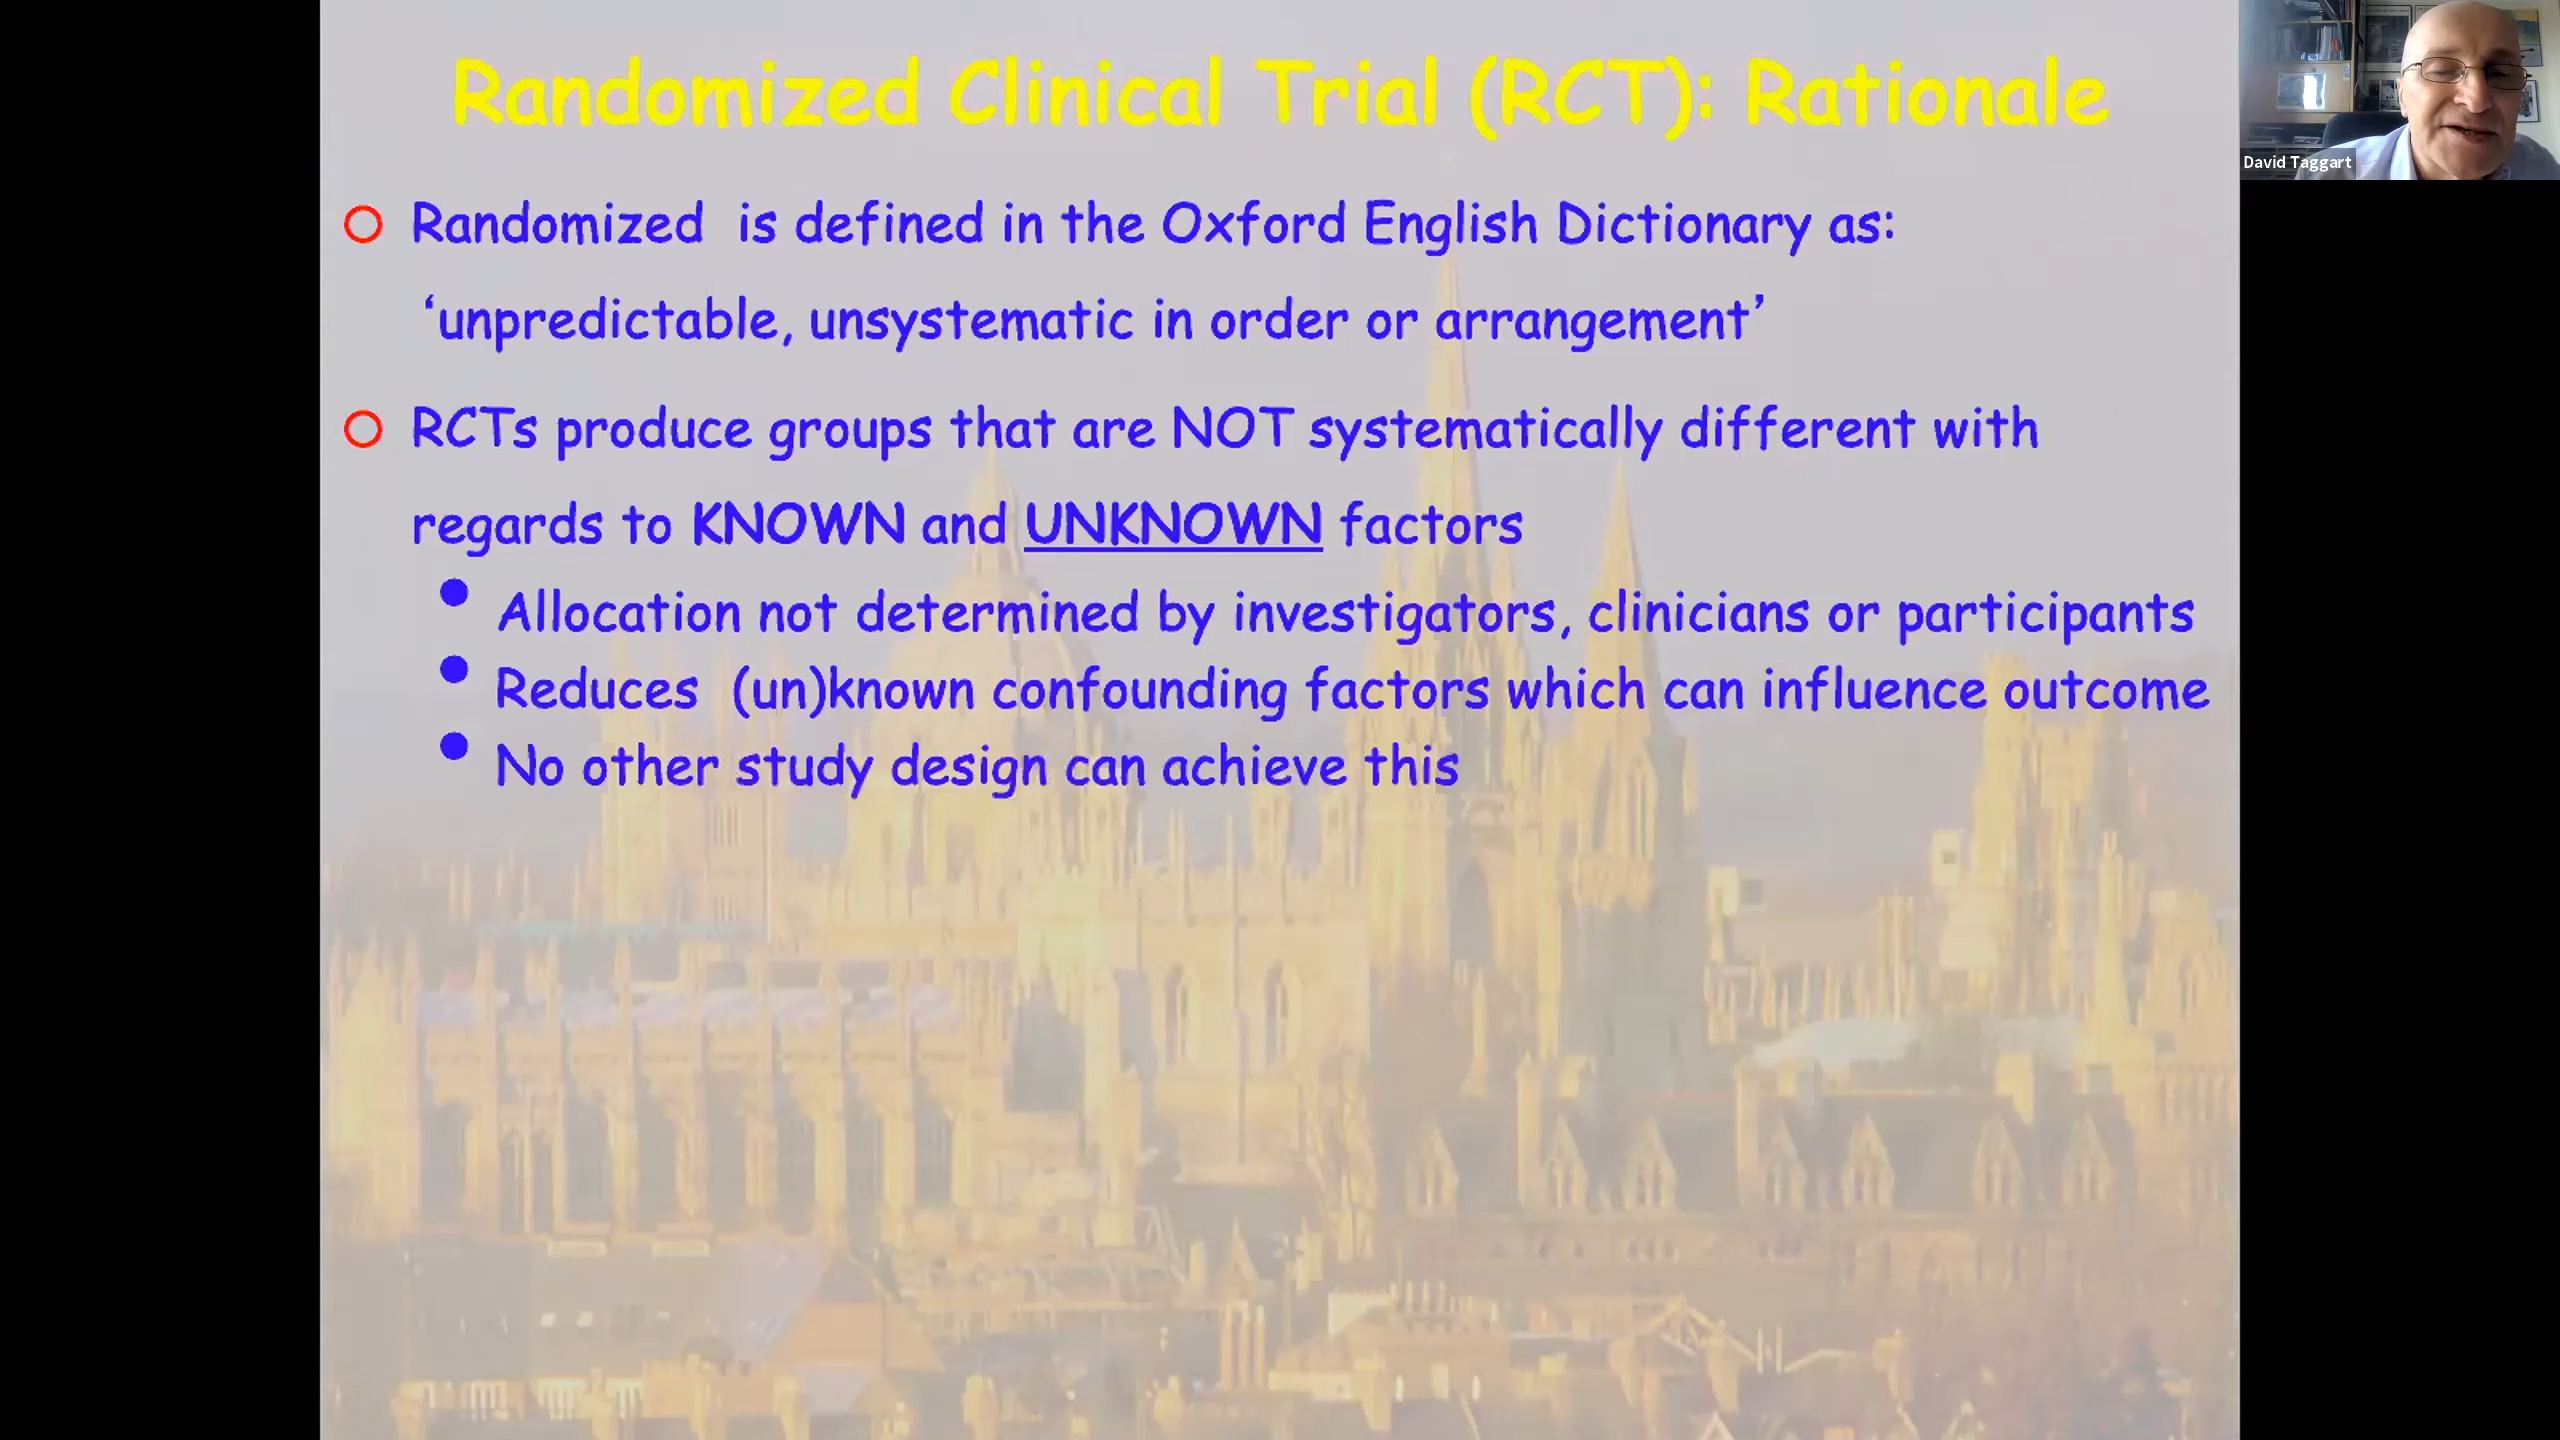 Randomized Clinical Trial (RCT): Rationale
David Taggart
Randomized  is defined in the Oxford English Dictionary as:
‘unpredictable, unsystematic in order or arrangement’
RCTs produce groups that are NOT systematically different with
regards to KNOWN and UNKNOWN factors
Allocation not determined by investigators, clinicians or participants
Reduces  (un)known confounding factors which can influence outcome
No other study design can achieve this